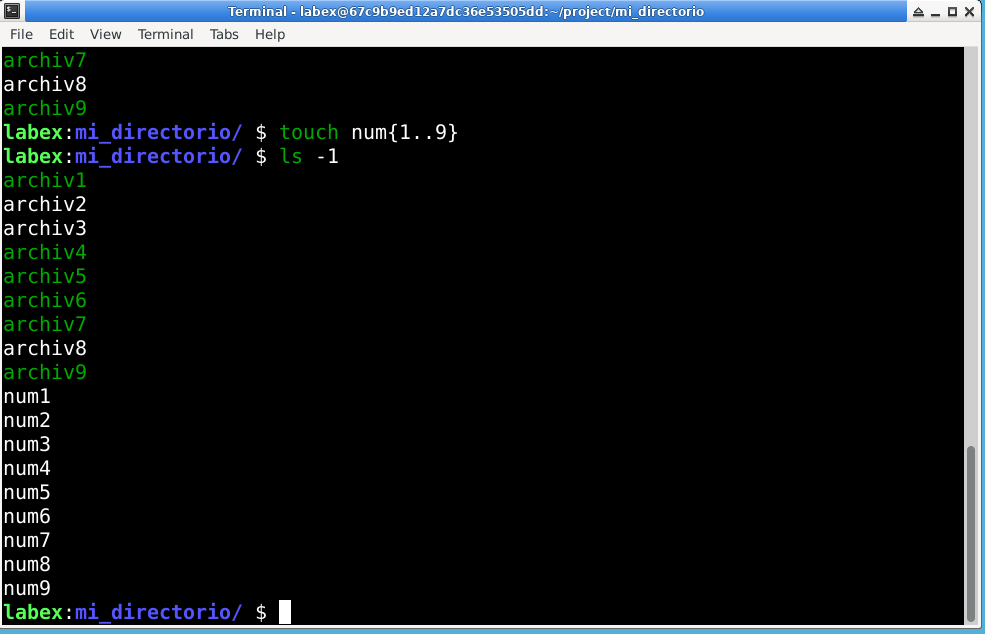 Terminal - labex@67c9b9ed12a7dc36e53505dd:~/project/mi_directorio
File Edit View Terminal Tabs Help
archiv7
archiv8
archiv9
labex:mi_directorio/ $ touch num{1..9}
labex:mi_directorio/ $ ls -1
archiv1
archiv2
archiv3
archiv4
archiv5
archiv6
archiv7
archiv8
archiv9
num1
num2
num3
num4
num5
num6
num7
num8
num9
labex:mi_directorio/ $